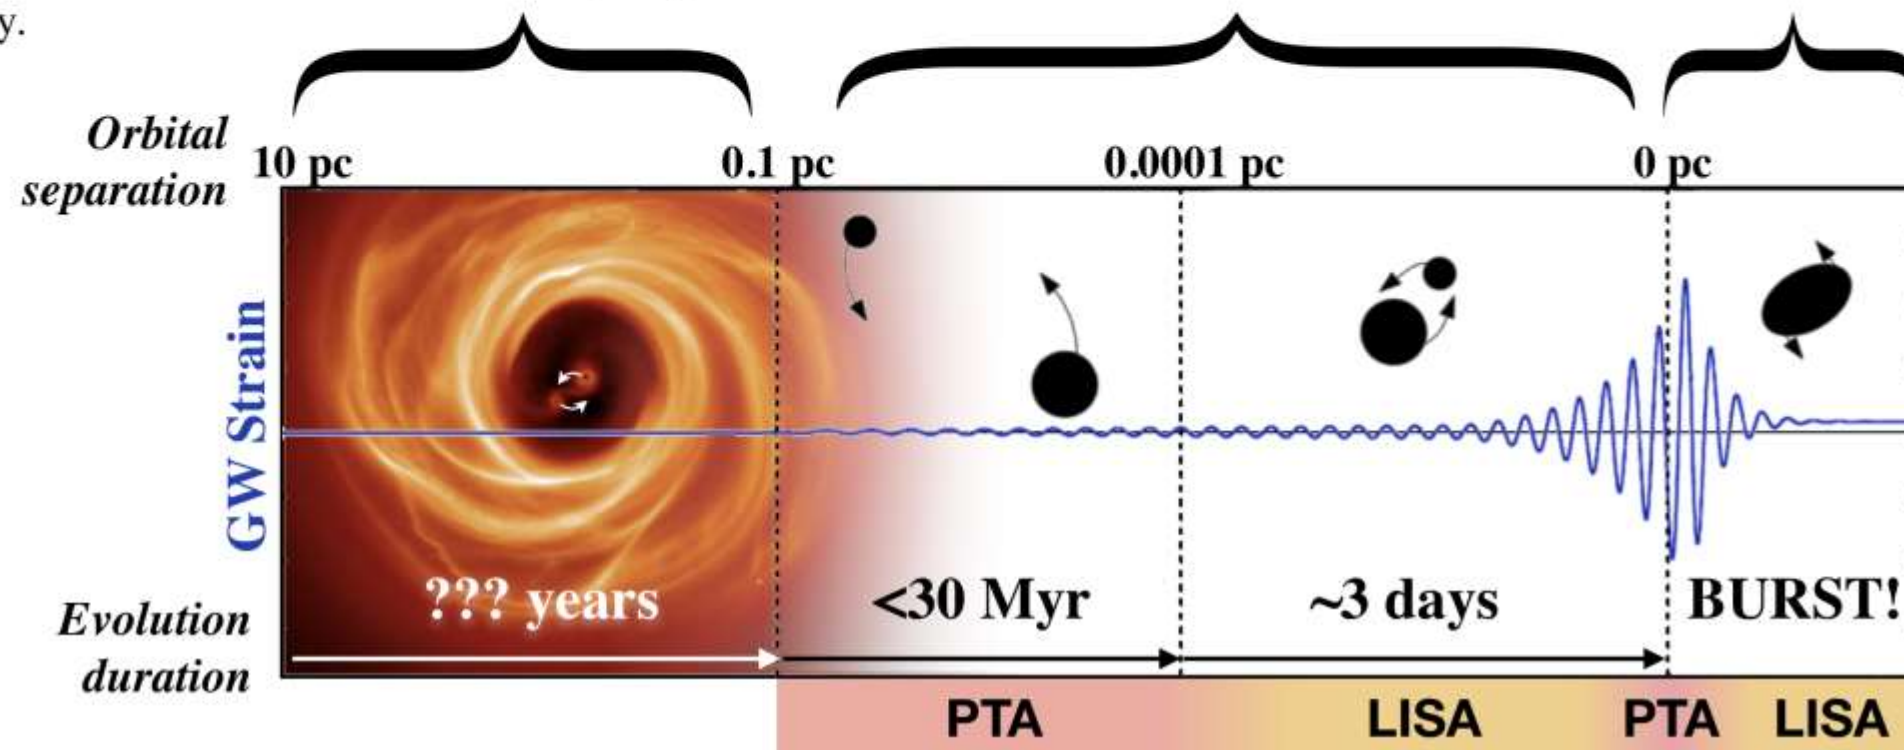 y.
Orbital
separation
10 pc 0.1 pc 0.0001 pc 0 pc
GW Strain
??? years <30 Myr ~3 days BURST!
Evolution
duration
PTA LISA PTA LISA